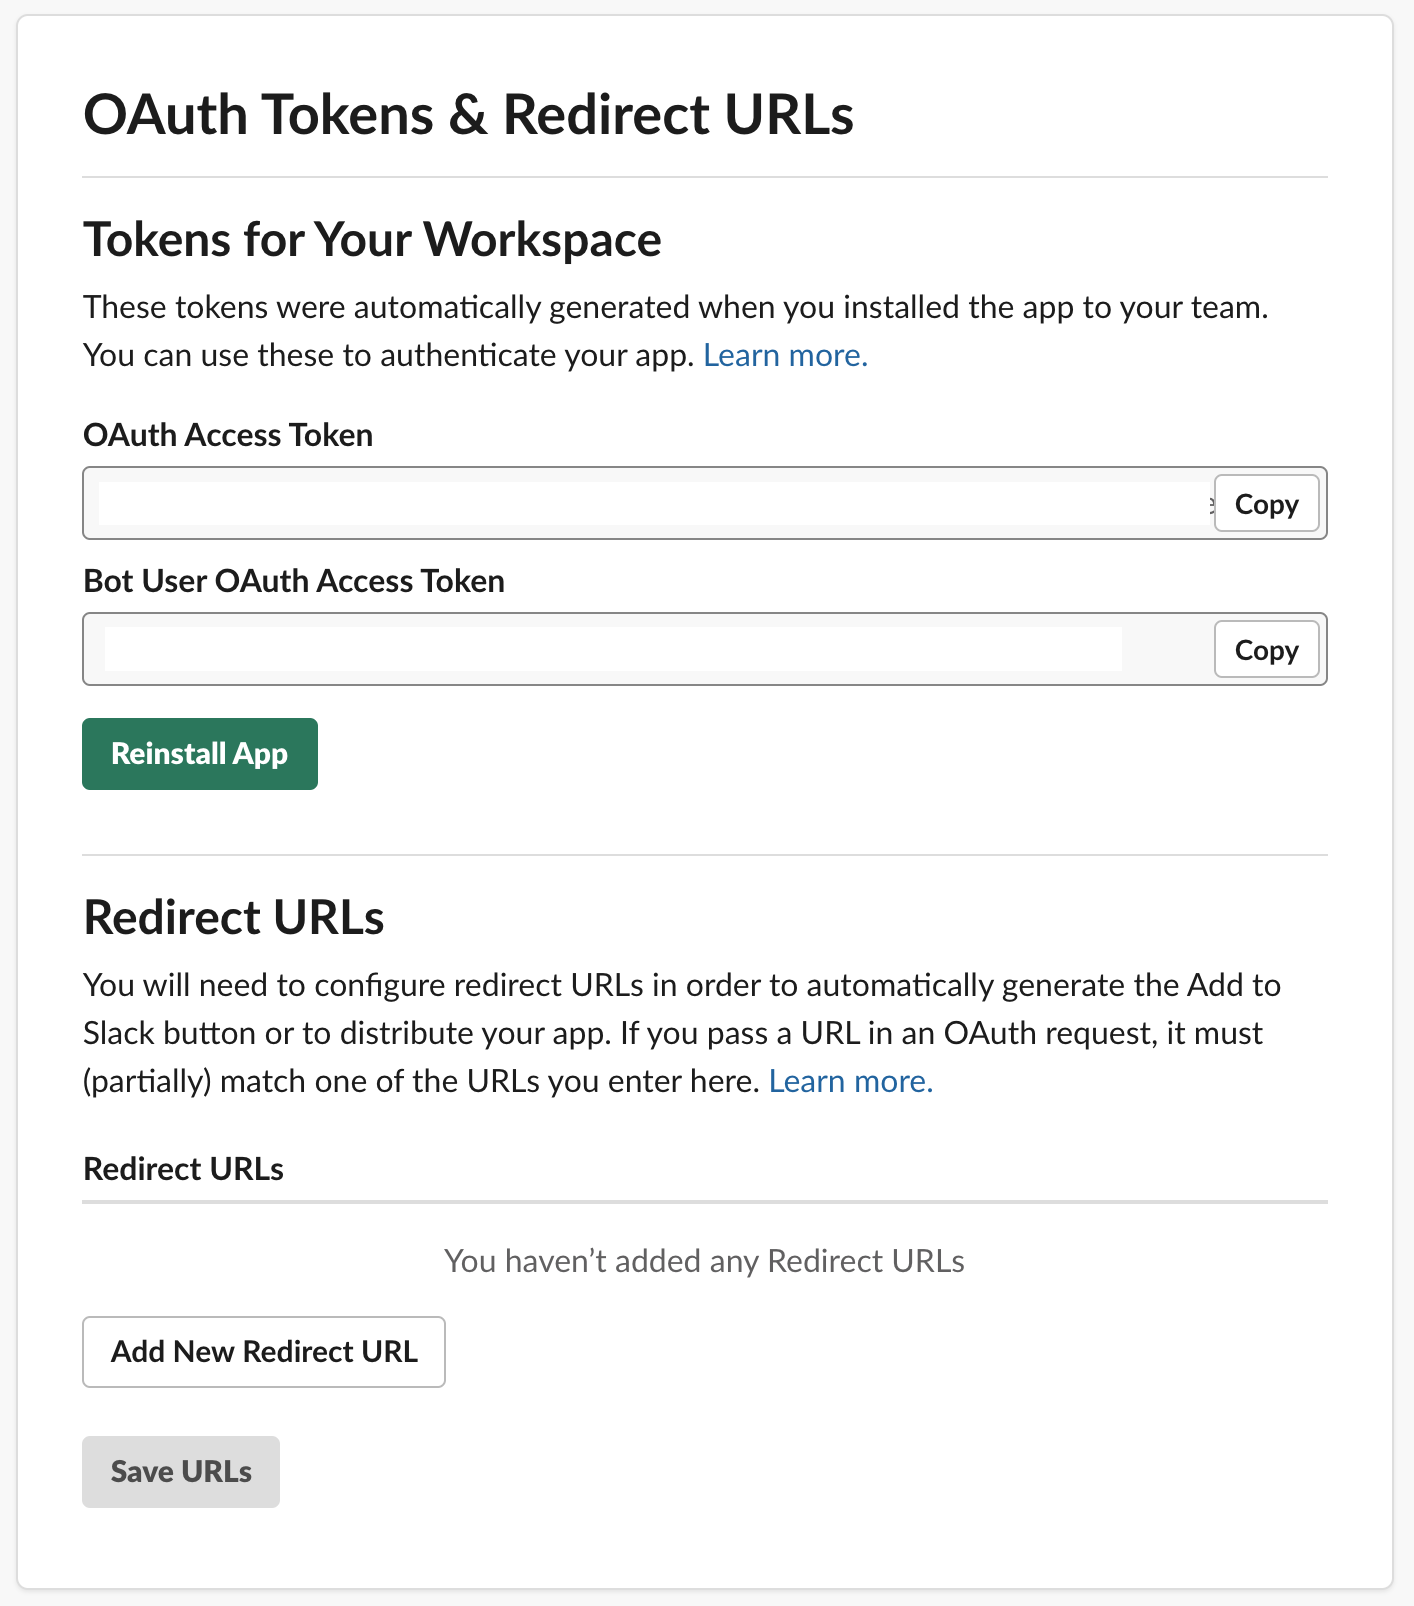 OAuth Tokens & Redirect URLs
Tokens for Your Workspace
These tokens were automatically generated when you installed the app to your team.
You can use these to authenticate your app. Learn more.
OAuth Access Token
Copy
Bot User OAuth Access Token
Copy
Reinstall App
Redirect URLs
You will need to configure redirect URLs in order to automatically generate the Add to
Slack button or to distribute your app. If you pass a URL in an OAuth request, it must
(partially) match one of the URLs you enter here. Learn more.
Redirect URLs
You haven’t added any Redirect URLs
Add New Redirect URL
Save URLs